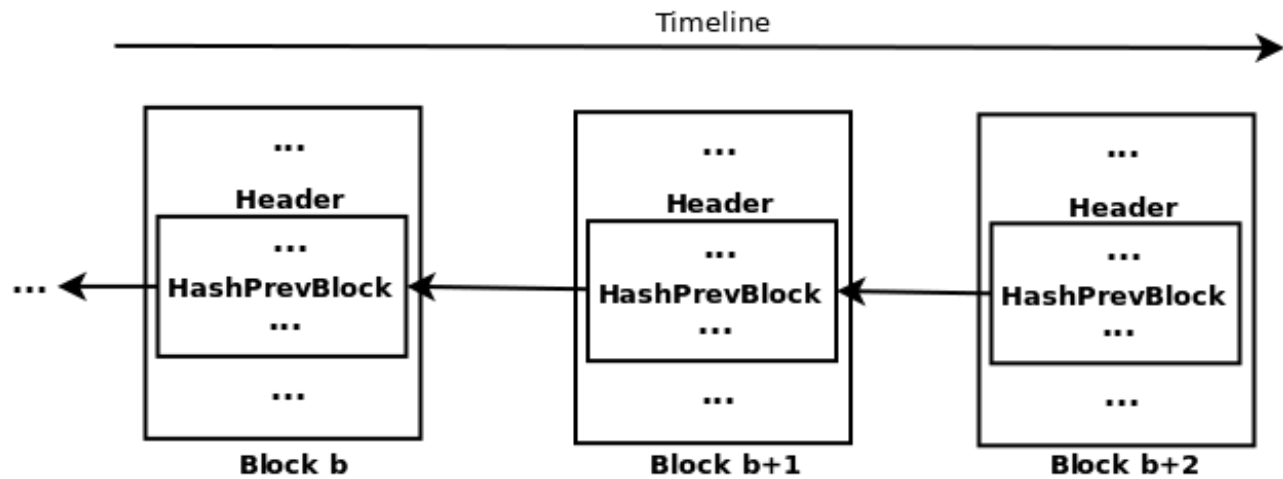 Timeline
...
Header
...
... HashPrevBlock
...
...
Block b
...
Header
...
HashPrevBlock
...
...
Block b+1
...
Header
...
HashPrevBlock
...
...
Block b+2